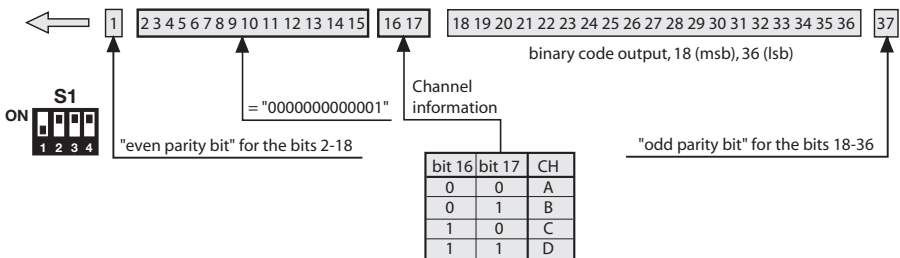 1 2 3 4 5 6 7 8 9 10 11 12 13 14 15 16 17 18 19 20 21 22 23 24 25 26 27 28 29 30 31 32 33 34 35 36 37
binary code output, 18 (msb), 36 (lsb)
Channel
information
= "0000000000001"
S1
ON
1 2 3 4
"even parity bit" for the bits 2-18
"odd parity bit" for the bits 18-36
bit 16 bit 17 CH
0 0 A
0 1 B
1 0 C
1 1 D